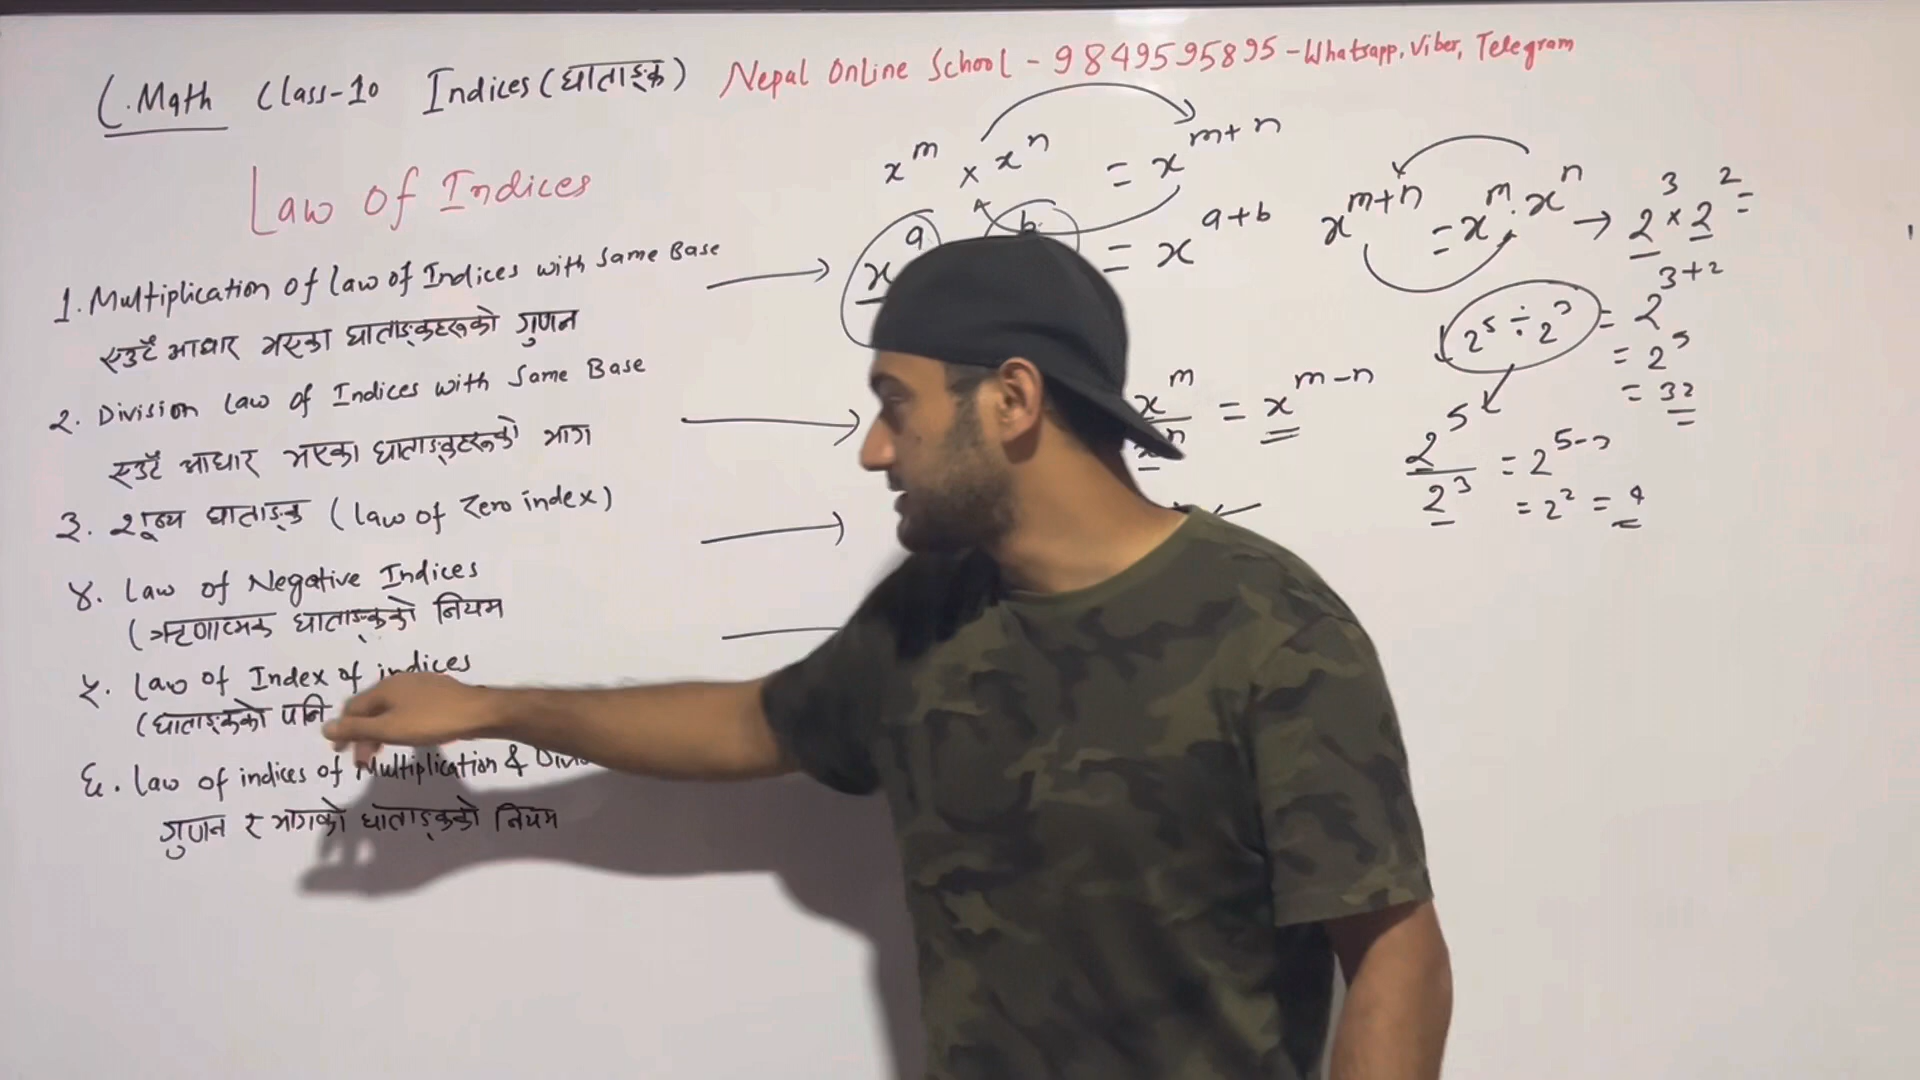 C.Math Class-10 Indices (घाताङ्क) Nepal Online School - 9849595895 - Whatsapp, Viber, Telegram
Law of Indices
1. Multiplication of law of Indices with Same Base
एउटै आधार भएका घाताङ्कहरूको गुणन
2. Division Law of Indices with Same Base
एउटै आधार भएका घाताङ्कहरूको भाग
३. शून्य घाताङ्क (law of Zero index)
४. Law of Negative Indices
(ऋणात्मक घाताङ्कको नियम
५. Law of Index of indices
(घाताङ्कको पनि
६. Law of indices of Multiplication &
गुणन र भागको घाताङ्कको नियम
x^m × x^n = x^(m+n)
x^a b = x^(a+b)
x^m / x^n = x^(m-n)
x^(m+n) = x^m . x^n → 2^3 × 2^2 =
= 2^(3+2)
= 2^5
= 32
2^5 ÷ 2^3
2^5 / 2^3 = 2^(5-3)
= 2^2 = 4